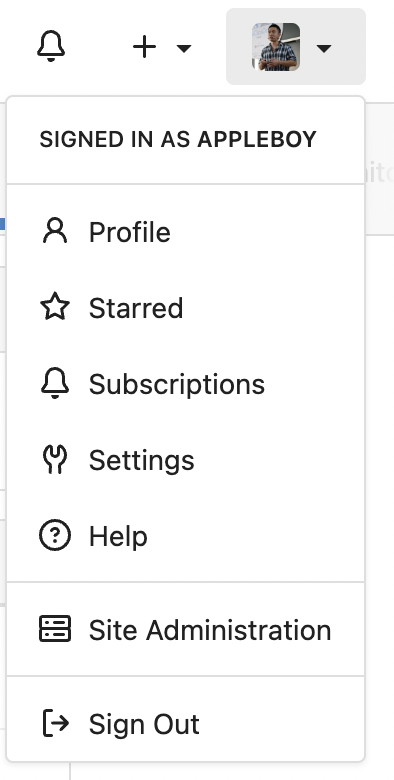 SIGNED IN AS APPLEBOY
Profile
Starred
Subscriptions
Settings
Help
Site Administration
Sign Out